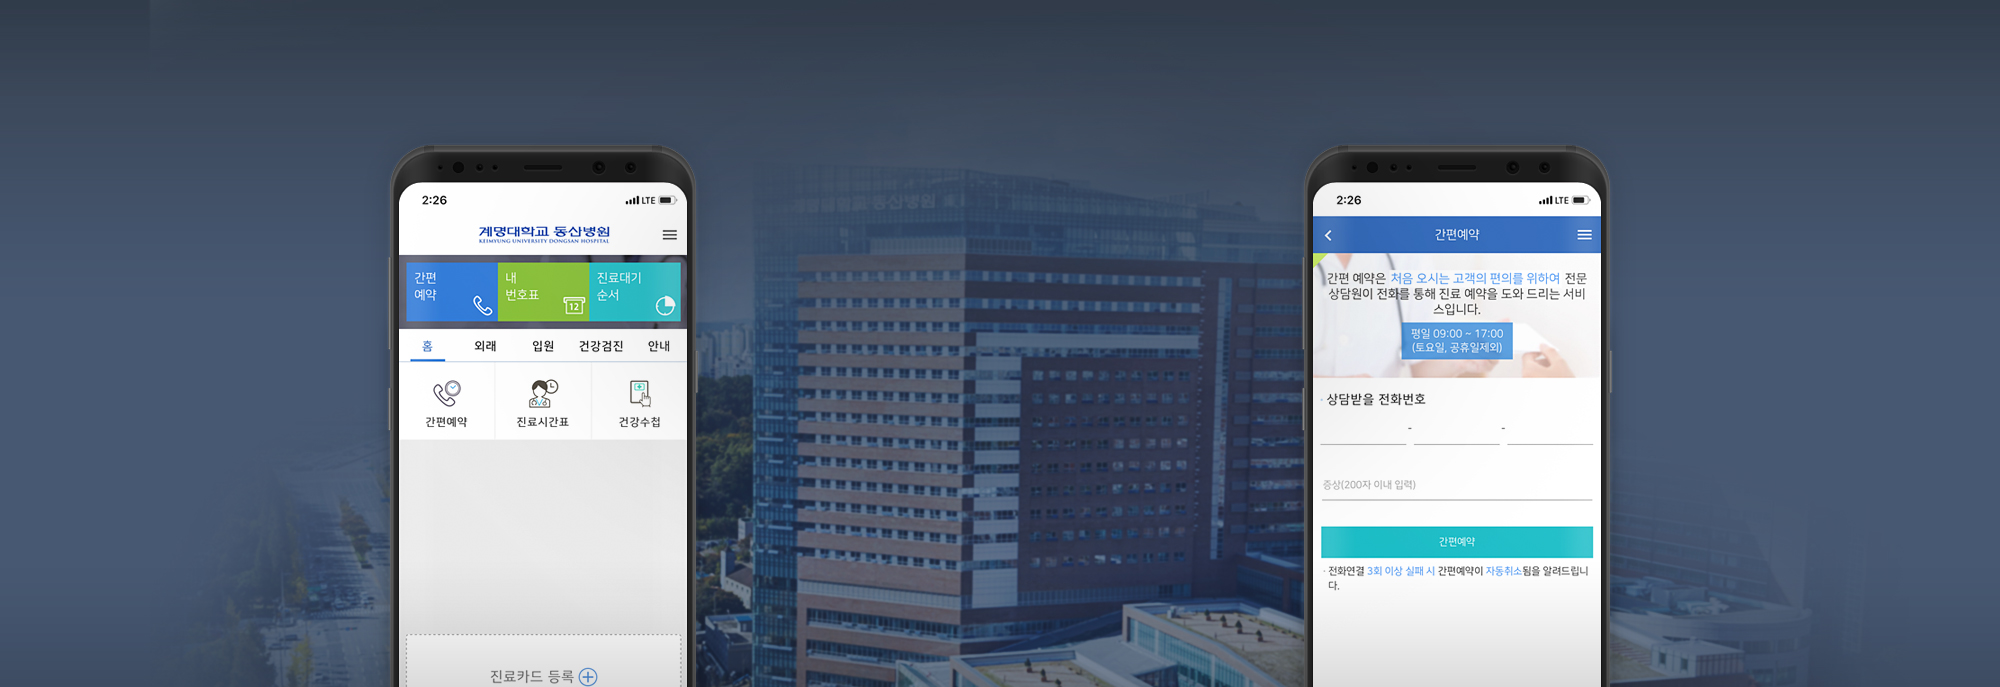 동산병원
2:26
LTE
계명대학교 동산병원
KEIMYUNG UNIVERSITY DONGSAN HOSPITAL
간편
예약
내
번호표
12
진료대기
순서
홈 외래 입원 건강검진 안내
간편예약 진료시간표 건강수첩
진료카드 등록
2:26
LTE
간편예약
간편 예약은 처음 오시는 고객의 편의를 위하여 전문
상담원이 전화를 통해 진료 예약을 도와 드리는 서비
스입니다.
평일 09:00 ~ 17:00
(토요일, 공휴일제외)
· 상담받을 전화번호
- -
증상(200자 이내 입력)
간편예약
· 전화연결 3회 이상 실패 시 간편예약이 자동취소됨을 알려드립니
다.